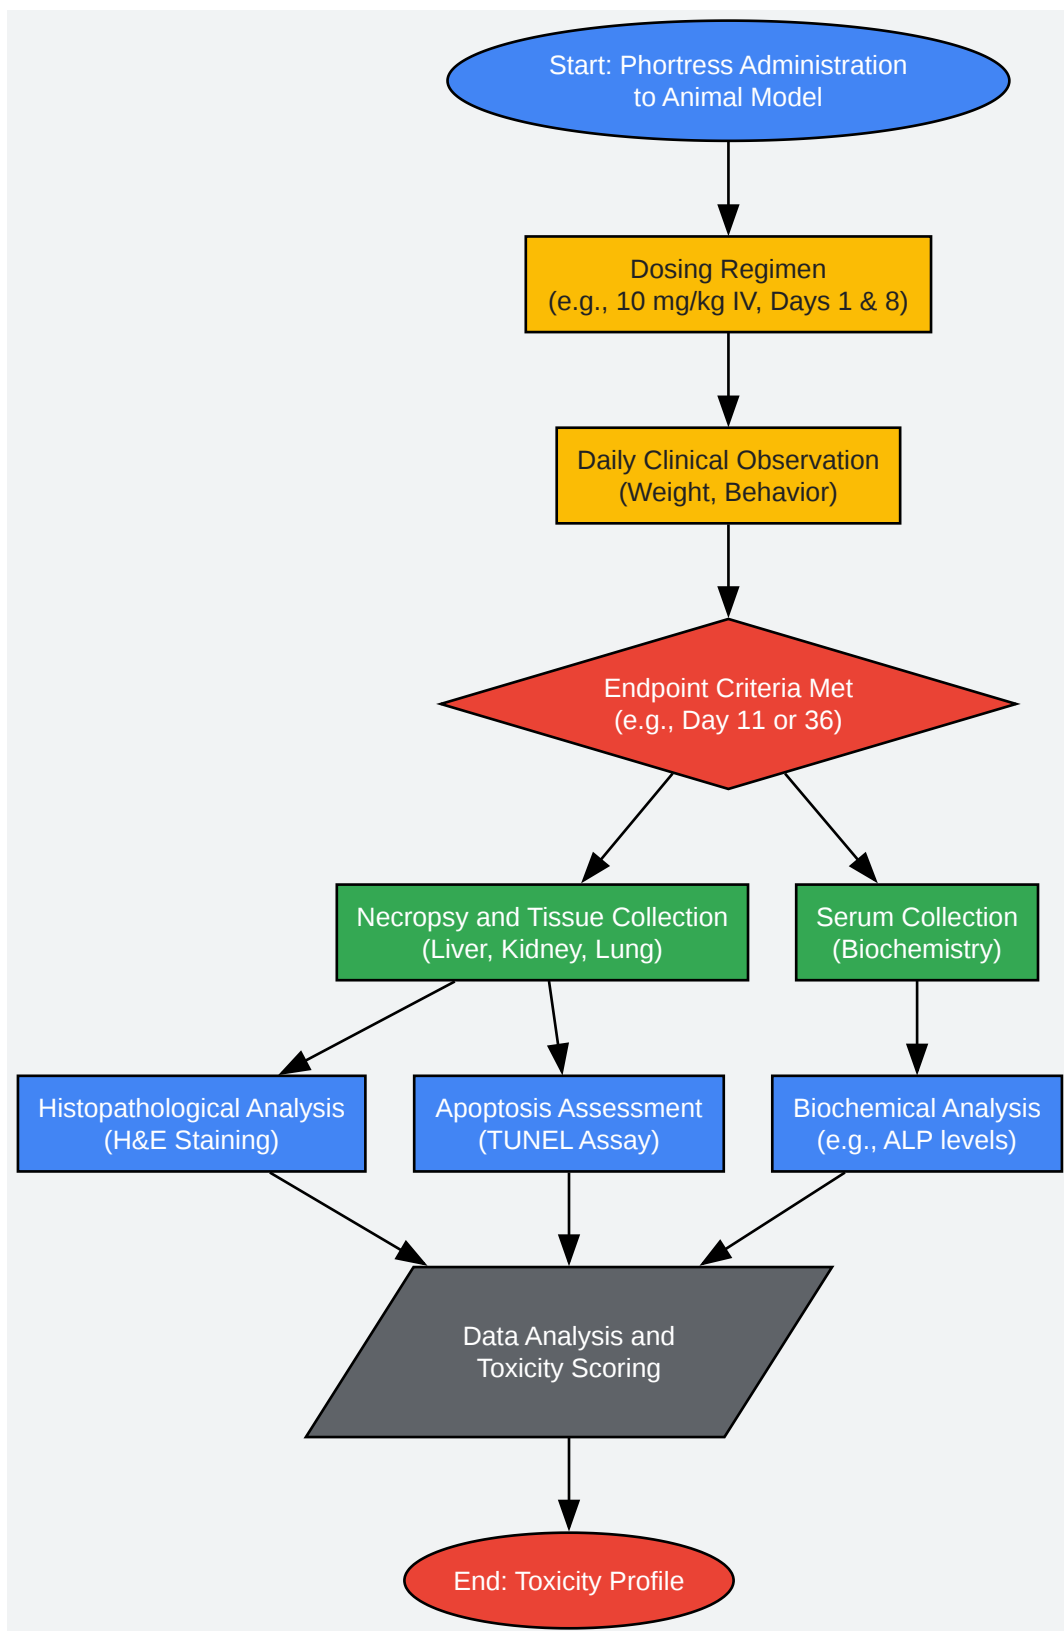 Start: Phortress Administration
to Animal Model
Dosing Regimen
(e.g., 10 mg/kg IV, Days 1 & 8)
Daily Clinical Observation
(Weight, Behavior)
Endpoint Criteria Met
(e.g., Day 11 or 36)
Necropsy and Tissue Collection
(Liver, Kidney, Lung)
Serum Collection
(Biochemistry)
Histopathological Analysis
(H&E Staining)
Apoptosis Assessment
(TUNEL Assay)
Biochemical Analysis
(e.g., ALP levels)
Data Analysis and
Toxicity Scoring
End: Toxicity Profile